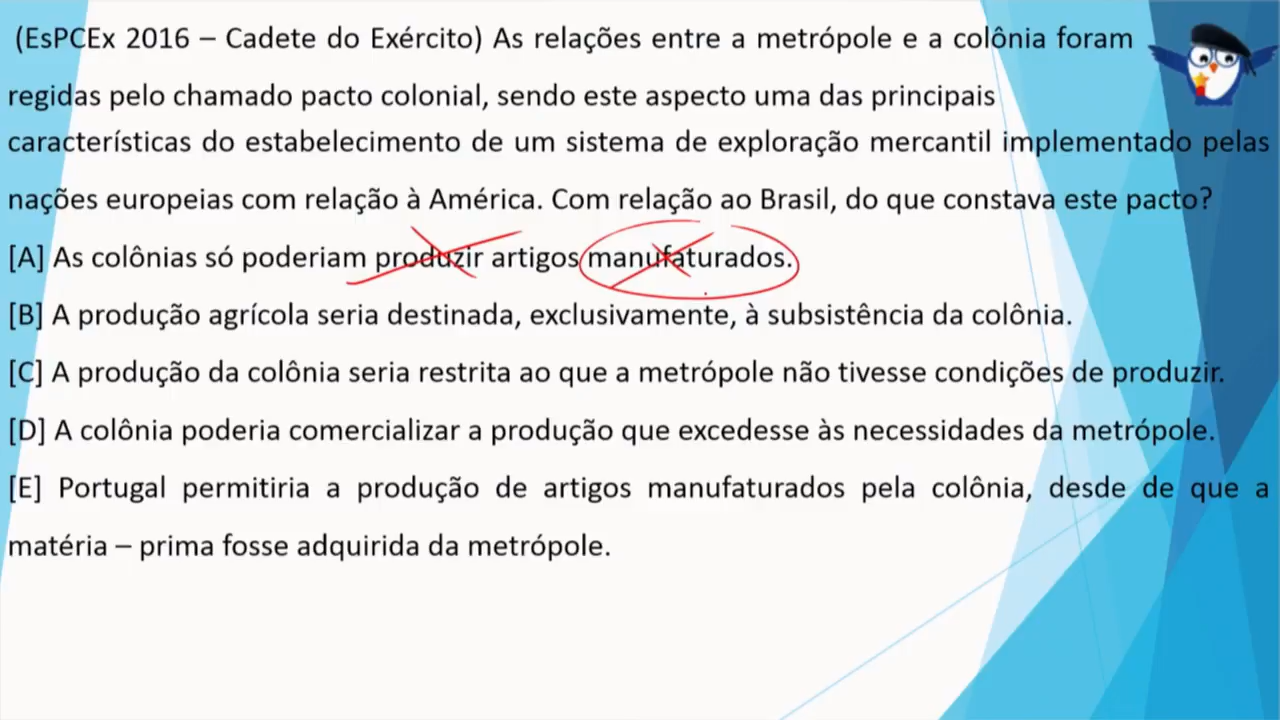 (EsPCEx 2016 – Cadete do Exército) As relações entre a metrópole e a colônia foram
regidas pelo chamado pacto colonial, sendo este aspecto uma das principais
características do estabelecimento de um sistema de exploração mercantil implementado pelas
nações europeias com relação à América. Com relação ao Brasil, do que constava este pacto?
[A] As colônias só poderiam produzir artigos manufaturados.
[B] A produção agrícola seria destinada, exclusivamente, à subsistência da colônia.
[C] A produção da colônia seria restrita ao que a metrópole não tivesse condições de produzir.
[D] A colônia poderia comercializar a produção que excedesse às necessidades da metrópole.
[E] Portugal permitiria a produção de artigos manufaturados pela colônia, desde de que a
matéria – prima fosse adquirida da metrópole.